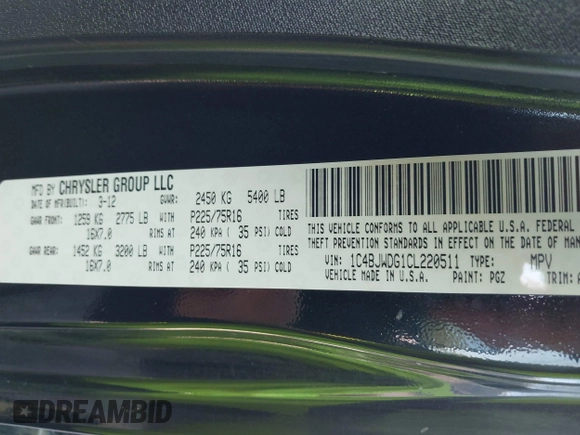 MFD BY CHRYSLER GROUP LLC
DATE OF MFG(BUILT): 3-12 GVWR: 2450 KG 5400 LB
GAWR FRONT: 1259 KG 2775 LB WITH P225/75R16 TIRES
16X7.0 RIMS AT 240 KPA ( 35 PSI) COLD
GAWR REAR: 1452 KG 3200 LB WITH P225/75R16 TIRES
16X7.0 RIMS AT 240 KPA ( 35 PSI) COLD
THIS VEHICLE CONFORMS TO ALL APPLICABLE U.S.A. FEDERAL
THEFT PREVENTION STANDARDS IN EFFECT ON THE DATE OF MAN
VIN: 1C4BJWDG1CL220511 TYPE: MPV
VEHICLE MADE IN U.S.A. PAINT: PGZ TRIM:
DREAMBID